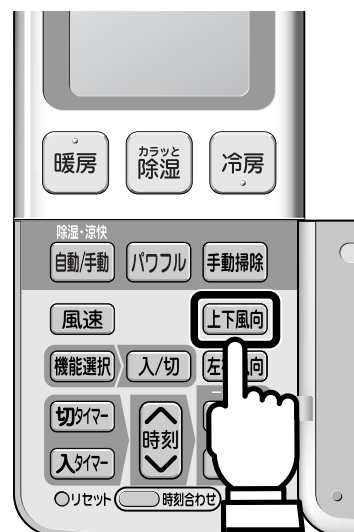 暖房
カラッと
除湿
冷房
除湿・涼快
自動/手動
パワフル
手動掃除
風速
上下風向
機能選択
入/切
左
向
切タイマー
時刻
入タイマー
リセット
時刻合わせ